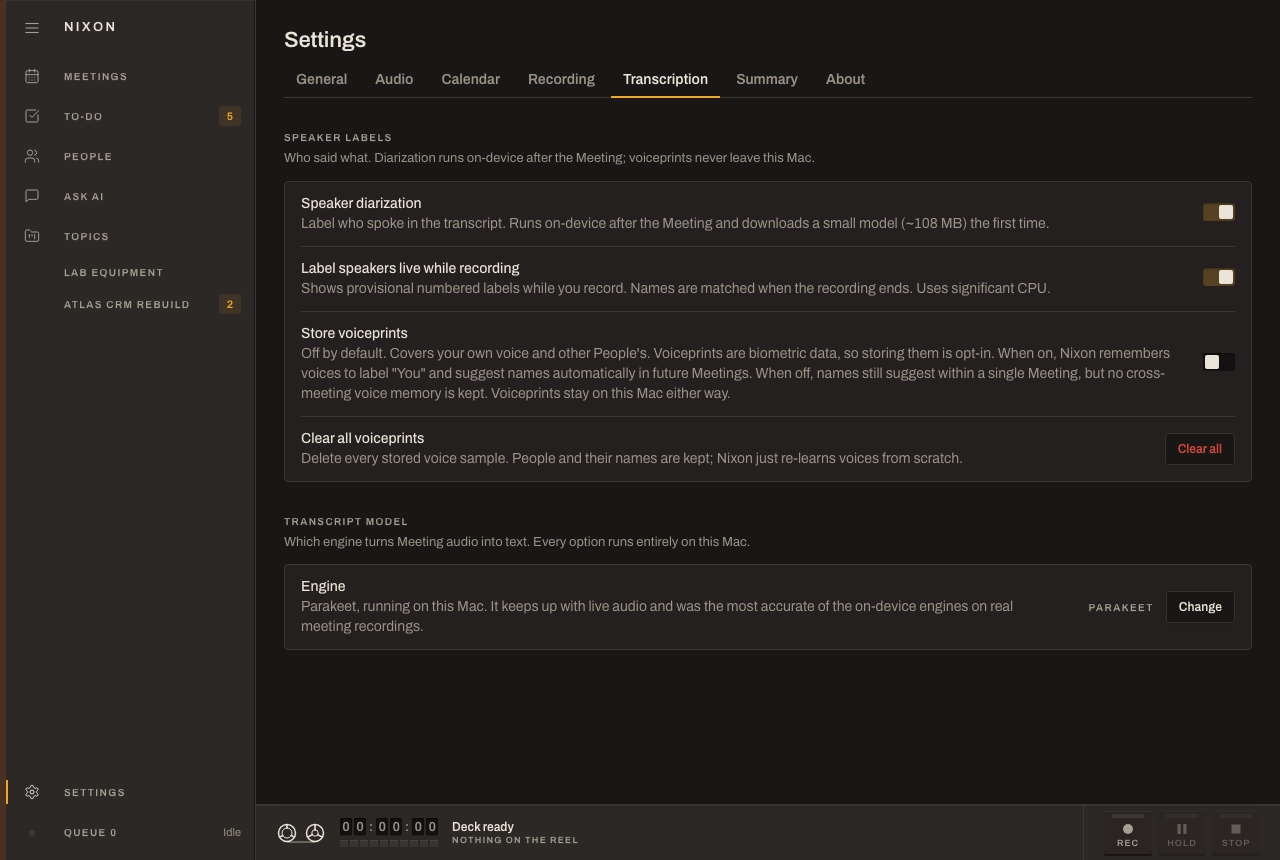 NIXON
MEETINGS
TO-DO 5
PEOPLE
ASK AI
TOPICS
LAB EQUIPMENT
ATLAS CRM REBUILD 2
SETTINGS
QUEUE 0 Idle
Settings
General Audio Calendar Recording Transcription Summary About
SPEAKER LABELS
Who said what. Diarization runs on-device after the Meeting; voiceprints never leave this Mac.
Speaker diarization
Label who spoke in the transcript. Runs on-device after the Meeting and downloads a small model (~108 MB) the first time.
Label speakers live while recording
Shows provisional numbered labels while you record. Names are matched when the recording ends. Uses significant CPU.
Store voiceprints
Off by default. Covers your own voice and other People's. Voiceprints are biometric data, so storing them is opt-in. When on, Nixon remembers
voices to label "You" and suggest names automatically in future Meetings. When off, names still suggest within a single Meeting, but no cross-
meeting voice memory is kept. Voiceprints stay on this Mac either way.
Clear all voiceprints
Delete every stored voice sample. People and their names are kept; Nixon just re-learns voices from scratch.
Clear all
TRANSCRIPT MODEL
Which engine turns Meeting audio into text. Every option runs entirely on this Mac.
Engine
Parakeet, running on this Mac. It keeps up with live audio and was the most accurate of the on-device engines on real
meeting recordings.
PARAKEET Change
00:00:00
Deck ready
NOTHING ON THE REEL
REC HOLD STOP